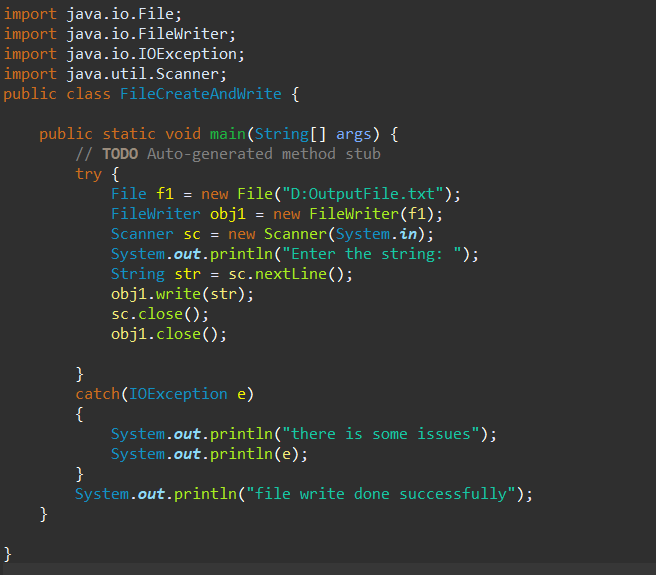 import java.io.File;
import java.io.FileWriter;
import java.io.IOException;
import java.util.Scanner;
public class FileCreateAndWrite {

    public static void main(String[] args) {
        // TODO Auto-generated method stub
        try {
            File f1 = new File("D:OutputFile.txt");
            FileWriter obj1 = new FileWriter(f1);
            Scanner sc = new Scanner(System.in);
            System.out.println("Enter the string: ");
            String str = sc.nextLine();
            obj1.write(str);
            sc.close();
            obj1.close();

        }
        catch(IOException e)
        {
            System.out.println("there is some issues");
            System.out.println(e);
        }
        System.out.println("file write done successfully");
    }

}